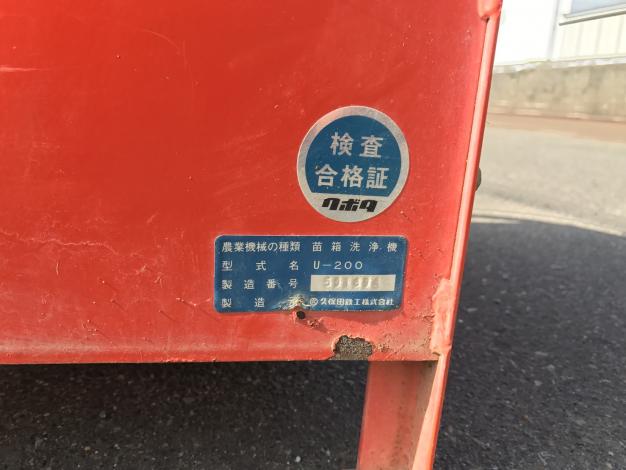 検査
合格証
クボタ
農業機械の種類 苗箱洗浄機
型式名 U-200
製造番号
製造 久保田鉄工株式会社